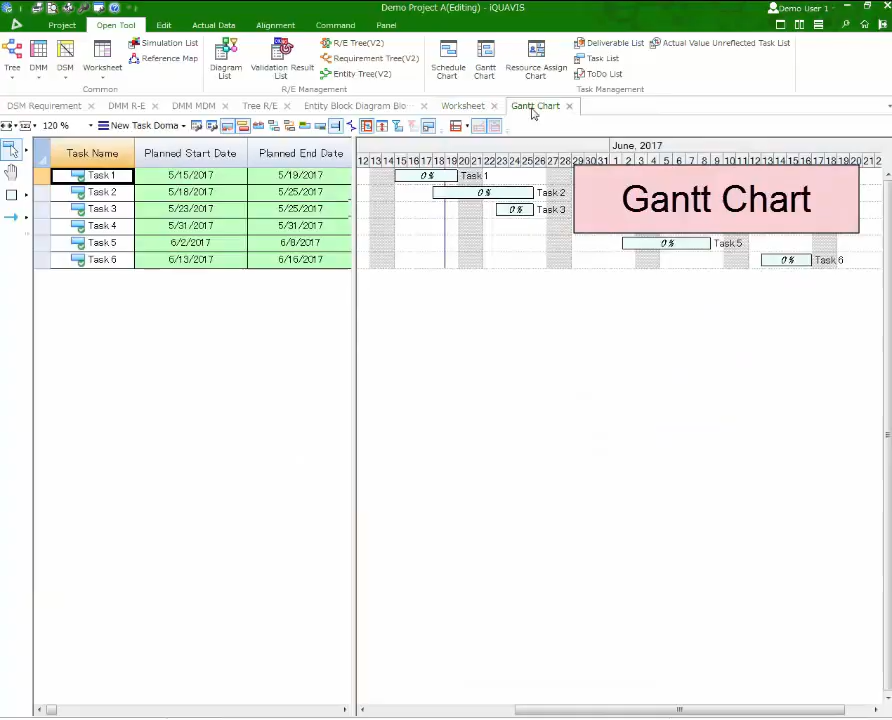 Demo Project A(Editing) - iQUAVIS
Demo User 1
Project Open Tool Edit Actual Data Alignment Command Panel
Tree DMM DSM Worksheet
Simulation List
Reference Map
Common
Diagram List
Validation Result List
R/E Tree(V2)
Requirement Tree(V2)
Entity Tree(V2)
R/E Management
Schedule Chart
Gantt Chart
Resource Assign Chart
Deliverable List
Task List
ToDo List
Actual Value Unreflected Task List
Task Management
DSM Requirement DMM R-E DMM MDM Tree R/E Entity Block Diagram Blo··· Worksheet Gantt Chart
120 % New Task Doma
Task Name Planned Start Date Planned End Date
Task 1 5/15/2017 5/19/2017
Task 2 5/18/2017 5/25/2017
Task 3 5/23/2017 5/25/2017
Task 4 5/31/2017 5/31/2017
Task 5 6/2/2017 6/8/2017
Task 6 6/13/2017 6/16/2017
June, 2017
12 13 14 15 16 17 18 19 20 21 22 23 24 25 26 27 28 29 30 31 1 2 3 4 5 6 7 8 9 10 11 12 13 14 15 16 17 18 19 20 21 2
0 % Task 1
0 % Task 2
0 % Task 3
Gantt Chart
0 % Task 5
0 % Task 6